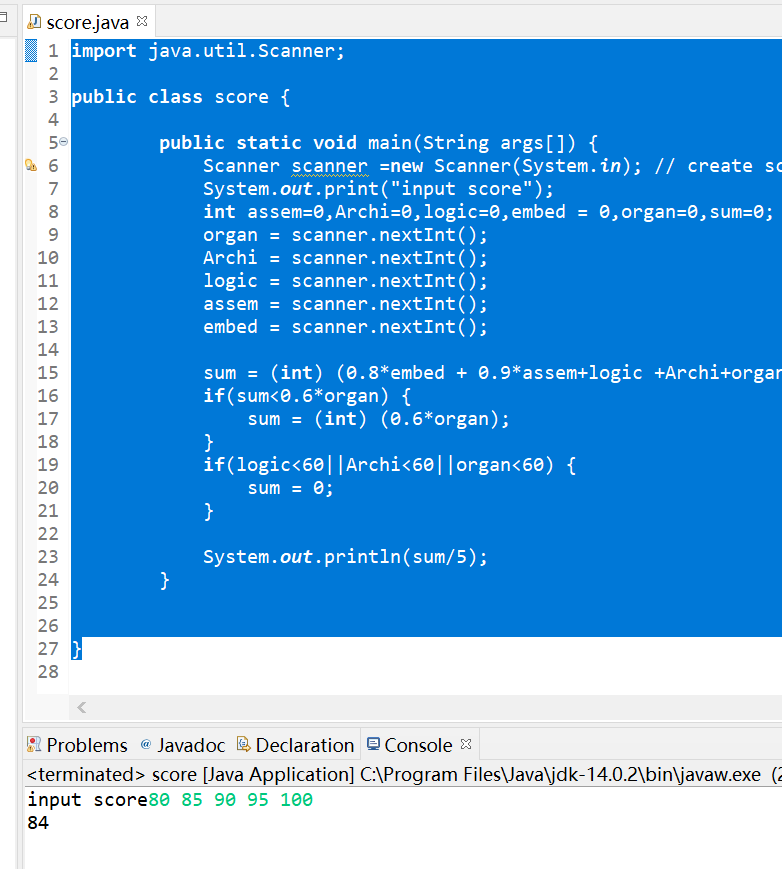 score.java
1 import java.util.Scanner;
2
3 public class score {
4
5 public static void main(String args[]) {
6 Scanner scanner =new Scanner(System.in); // create sc
7 System.out.print("input score");
8 int assem=0,Archi=0,logic=0,embed = 0,organ=0,sum=0;
9 organ = scanner.nextInt();
10 Archi = scanner.nextInt();
11 logic = scanner.nextInt();
12 assem = scanner.nextInt();
13 embed = scanner.nextInt();
14
15 sum = (int) (0.8*embed + 0.9*assem+logic +Archi+organ
16 if(sum<0.6*organ) {
17 sum = (int) (0.6*organ);
18 }
19 if(logic<60||Archi<60||organ<60) {
20 sum = 0;
21 }
22
23 System.out.println(sum/5);
24 }
25
26
27 }
28
Problems @ Javadoc Declaration Console
<terminated> score [Java Application] C:\Program Files\Java\jdk-14.0.2\bin\javaw.exe (2
input score80 85 90 95 100
84